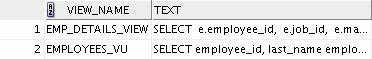 VIEW_NAME TEXT
1 EMP_DETAILS_VIEW SELECT e.employee_id, e.job_id, e.ma...
2 EMPLOYEES_VU SELECT employee_id, last_name emplo...